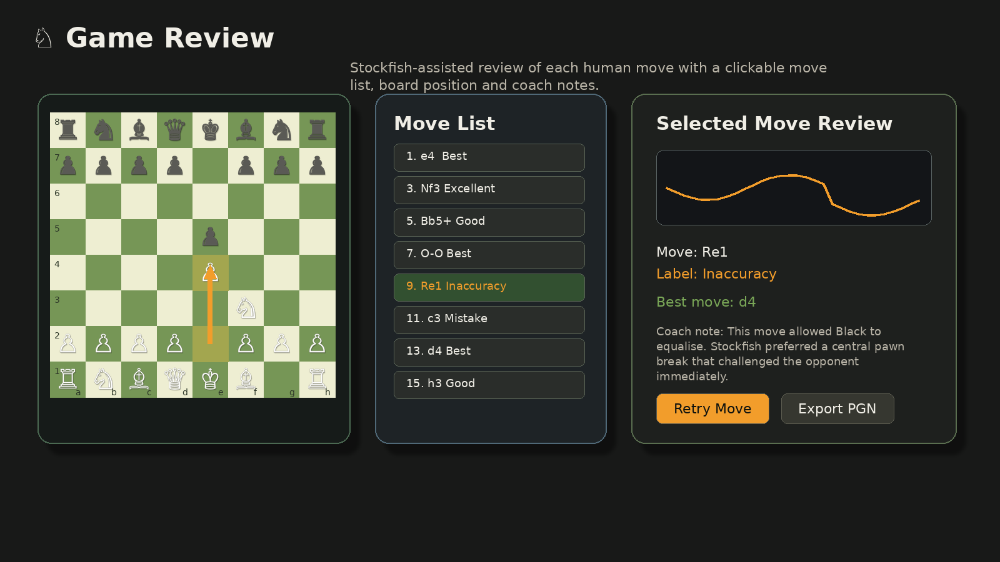 ♘ Game Review
Stockfish-assisted review of each human move with a clickable move
list, board position and coach notes.
8
7
6
5
4
3
2
1
a b c d e f g h
Move List
1. e4  Best
3. Nf3 Excellent
5. Bb5+ Good
7. O-O Best
9. Re1 Inaccuracy
11. c3 Mistake
13. d4 Best
15. h3 Good
Selected Move Review
Move: Re1
Label: Inaccuracy
Best move: d4
Coach note: This move allowed Black to
equalise. Stockfish preferred a central pawn
break that challenged the opponent
immediately.
Retry Move
Export PGN